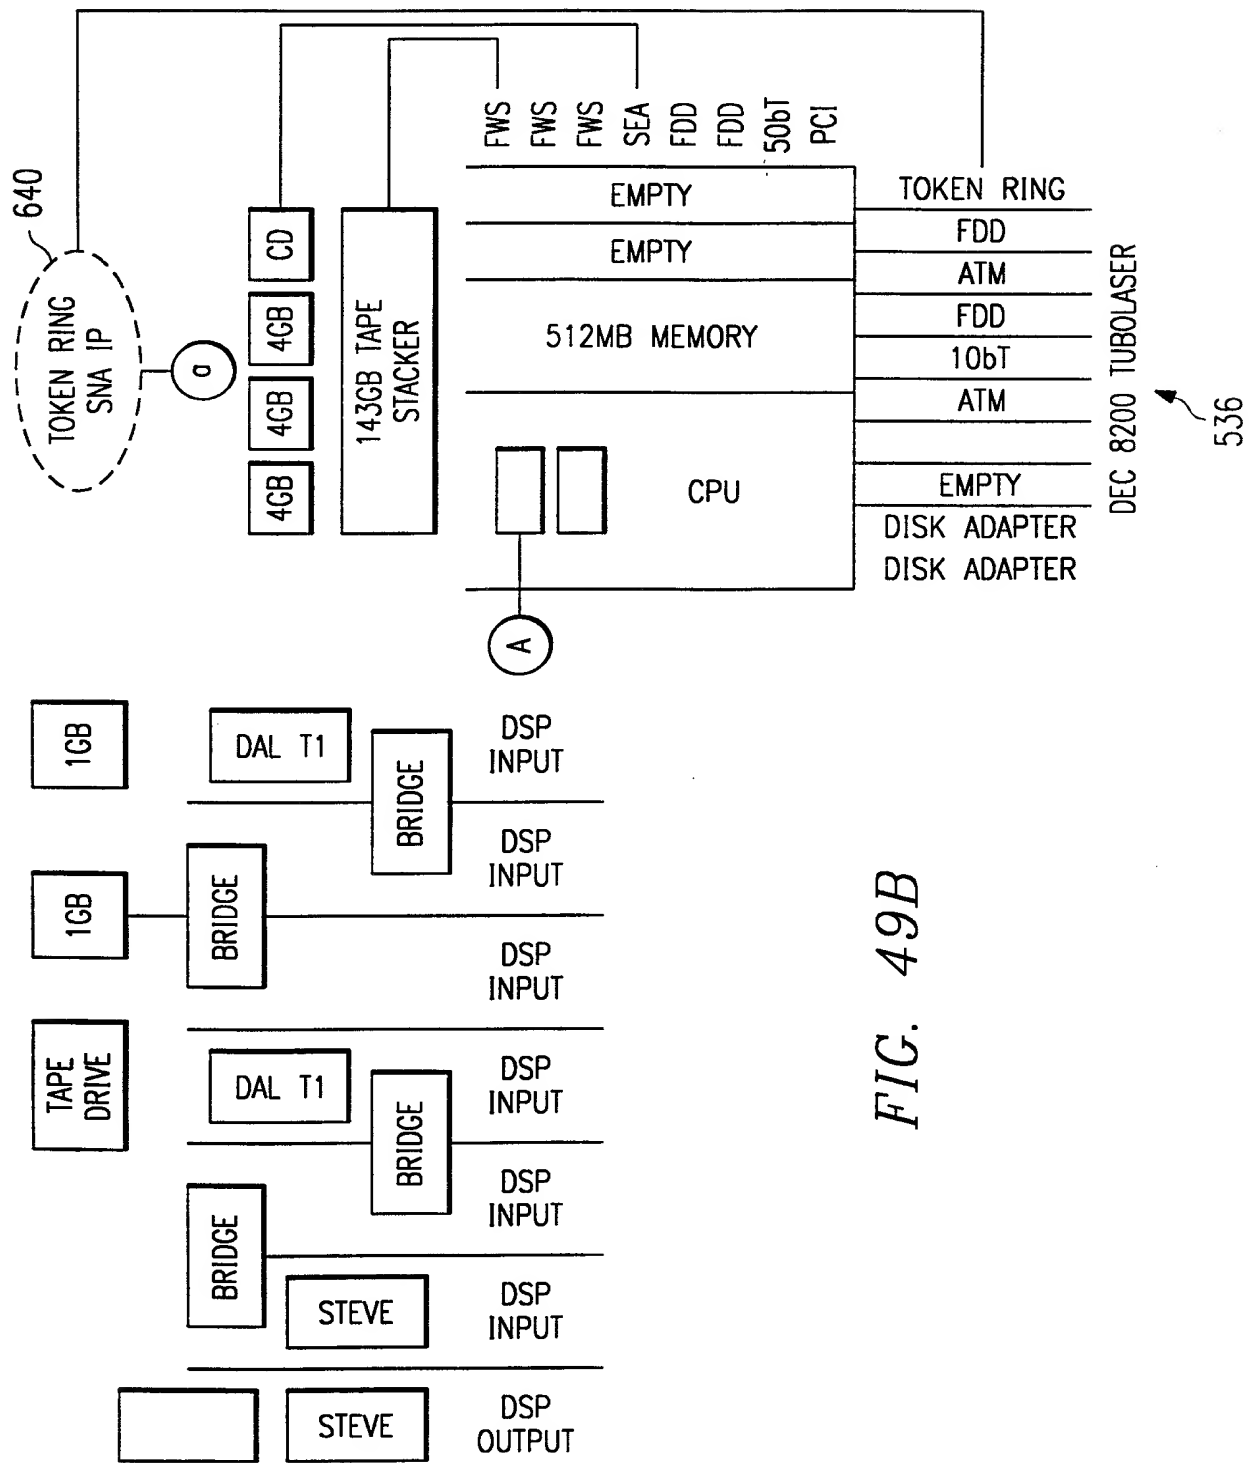 640
TOKEN RING
SNA IP
a
4GB
4GB
4GB
CD
143GB TAPE
STACKER
FWS
FWS
FWS
SEA
FDD
FDD
50bT
PCI
EMPTY
EMPTY
512MB MEMORY
CPU
A
TOKEN RING
FDD
ATM
FDD
10bT
ATM
EMPTY
DISK ADAPTER
DISK ADAPTER
DEC 8200 TUBOLASER
536
1GB
1GB
TAPE
DRIVE
DAL T1
BRIDGE
DSP
INPUT
BRIDGE
DSP
INPUT
DSP
INPUT
DAL T1
BRIDGE
DSP
INPUT
BRIDGE
DSP
INPUT
STEVE
DSP
INPUT
STEVE
DSP
OUTPUT
FIG. 49B